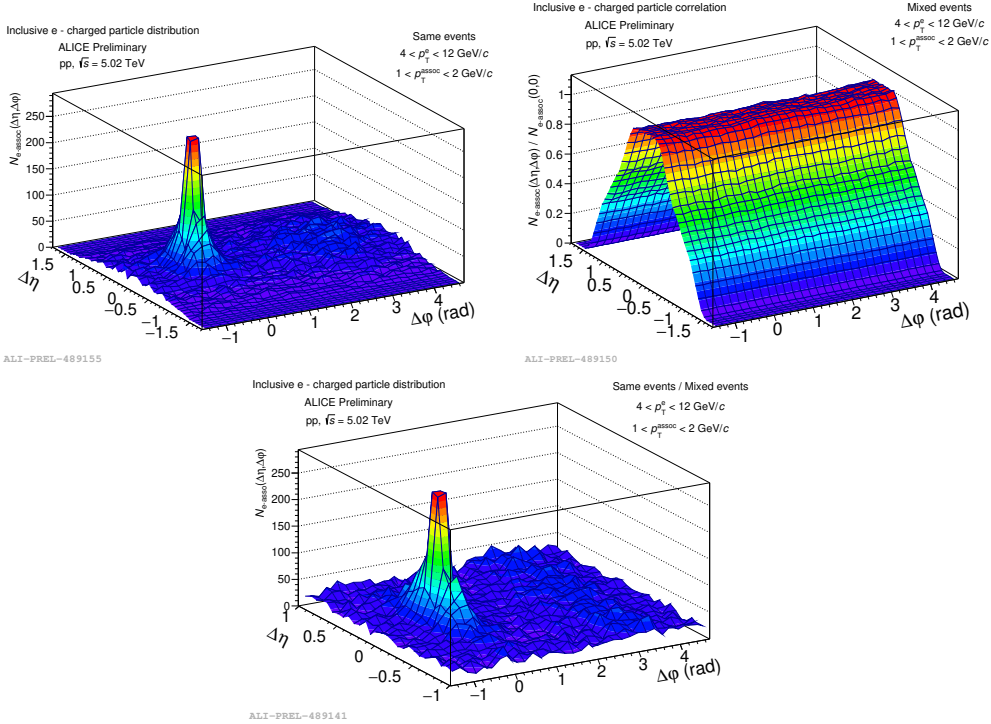 Inclusive e - charged particle distribution
ALICE Preliminary
pp, √s = 5.02 TeV
Same events
4 < p_T^e < 12 GeV/c
1 < p_T^assoc < 2 GeV/c
N_e-assoc(Δη,Δφ)
250
200
150
100
50
0
1.5
1
0.5
0
−0.5
−1
−1.5
Δη
−1
0
1
2
3
4
Δφ (rad)
ALI−PREL−489155
Inclusive e - charged particle correlation
ALICE Preliminary
pp, √s = 5.02 TeV
Mixed events
4 < p_T^e < 12 GeV/c
1 < p_T^assoc < 2 GeV/c
N_e-assoc(Δη,Δφ) / N_e-assoc(0,0)
1
0.8
0.6
0.4
0.2
0
1.5
1
0.5
0
−0.5
−1
−1.5
Δη
−1
0
1
2
3
4
Δφ (rad)
ALI−PREL−489150
Inclusive e - charged particle distribution
ALICE Preliminary
pp, √s = 5.02 TeV
Same events / Mixed events
4 < p_T^e < 12 GeV/c
1 < p_T^assoc < 2 GeV/c
N_e-asso(Δη,Δφ)
250
200
150
100
50
0
1
0.5
0
−0.5
−1
Δη
−1
0
1
2
3
4
Δφ (rad)
ALI−PREL−489141